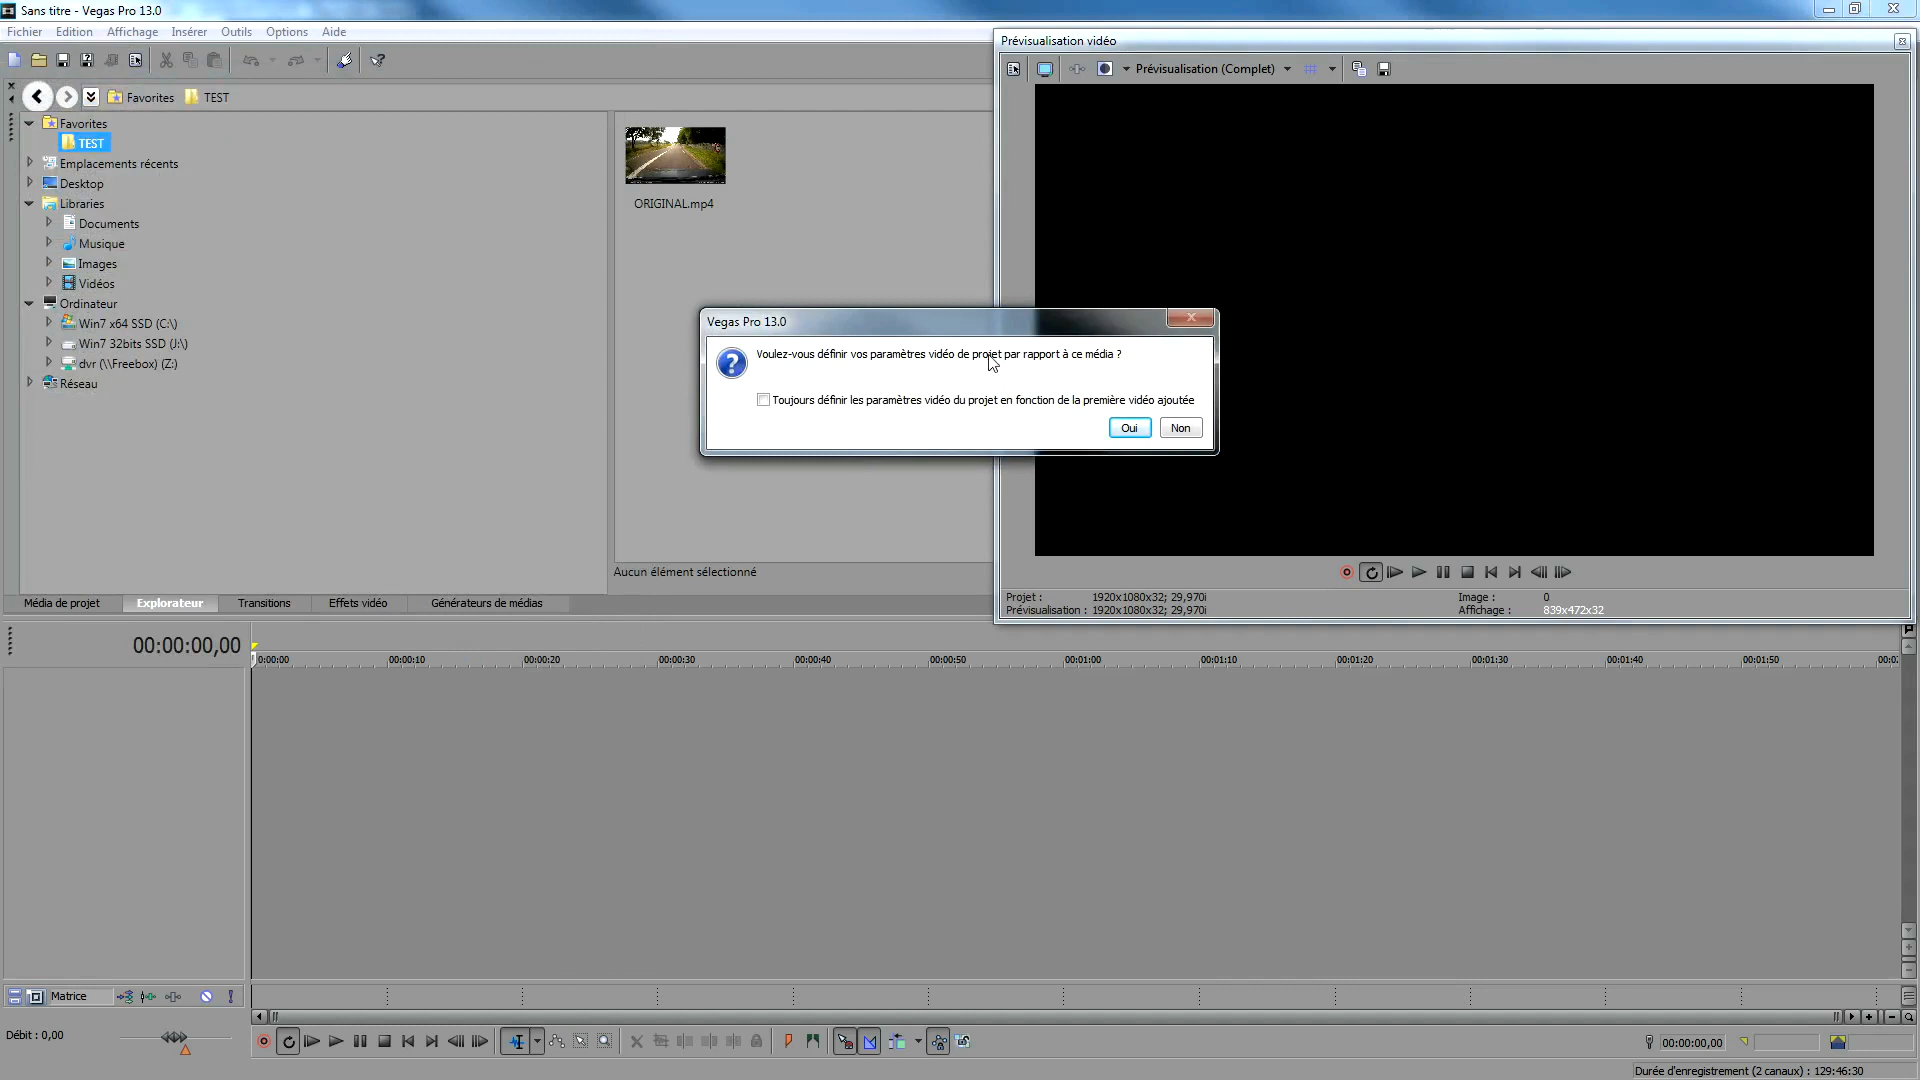 Sans titre - Vegas Pro 13.0
Fichier Edition Affichage Insérer Outils Options Aide
Prévisualisation vidéo
Prévisualisation (Complet)
Favorites TEST
Favorites
TEST
Emplacements récents
Desktop
Libraries
Documents
Musique
Images
Vidéos
Ordinateur
Win7 x64 SSD (C:\)
Win7 32bits SSD (J:\)
dvr (\\Freebox) (Z:)
Réseau
ORIGINAL.mp4
Vegas Pro 13.0
Voulez-vous définir vos paramètres vidéo de projet par rapport à ce média ?
Toujours définir les paramètres vidéo du projet en fonction de la première vidéo ajoutée
Oui Non
Aucun élément sélectionné
Média de projet Explorateur Transitions Effets vidéo Générateurs de médias
Projet : 1920x1080x32; 29,970i Image : 0
Prévisualisation : 1920x1080x32; 29,970i Affichage : 839x472x32
00:00:00,00
0:00:00 00:00:10 00:00:20 00:00:30 00:00:40 00:00:50 00:01:00 00:01:10 00:01:20 00:01:30 00:01:40 00:01:50 00:0
Matrice
Débit : 0,00
00:00:00,00
Durée d'enregistrement (2 canaux) : 129:46:30